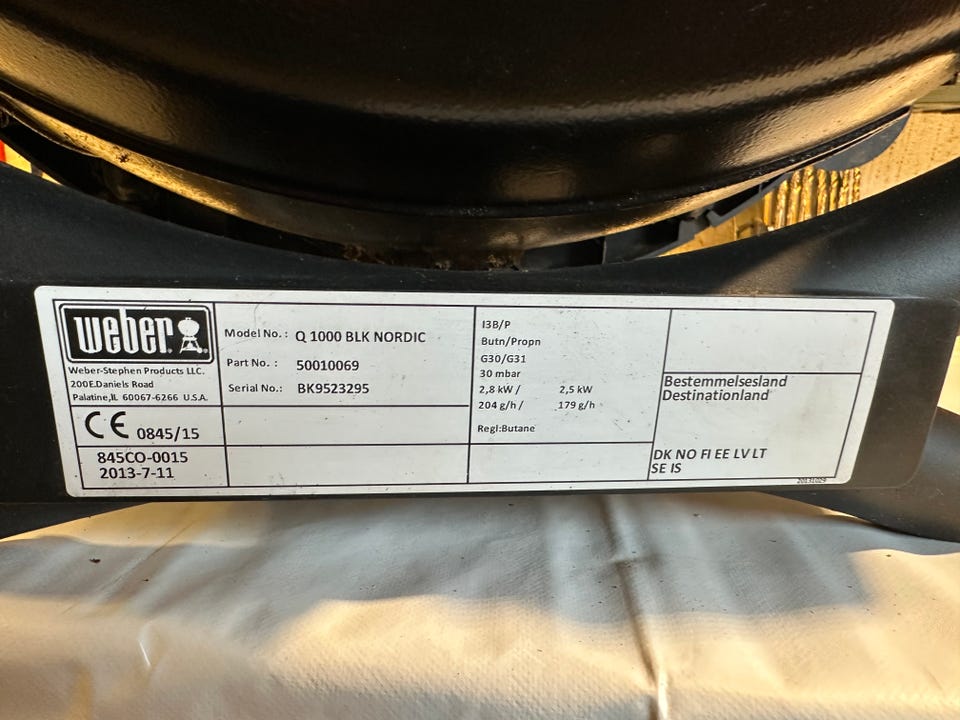 weber
Weber-Stephen Products LLC.
200E.Daniels Road
Palatine,IL 60067-6266 U.S.A.
CE 0845/15
845CO-0015
2013-7-11
Model No. : Q 1000 BLK NORDIC
Part No. : 50010069
Serial No.: BK9523295
I3B/P
Butn/Propn
G30/G31
30 mbar
2,8 kW / 2,5 kW
204 g/h / 179 g/h
Regl:Butane
Bestemmelsesland
Destinationland
DK NO FI EE LV LT
SE IS
20131029